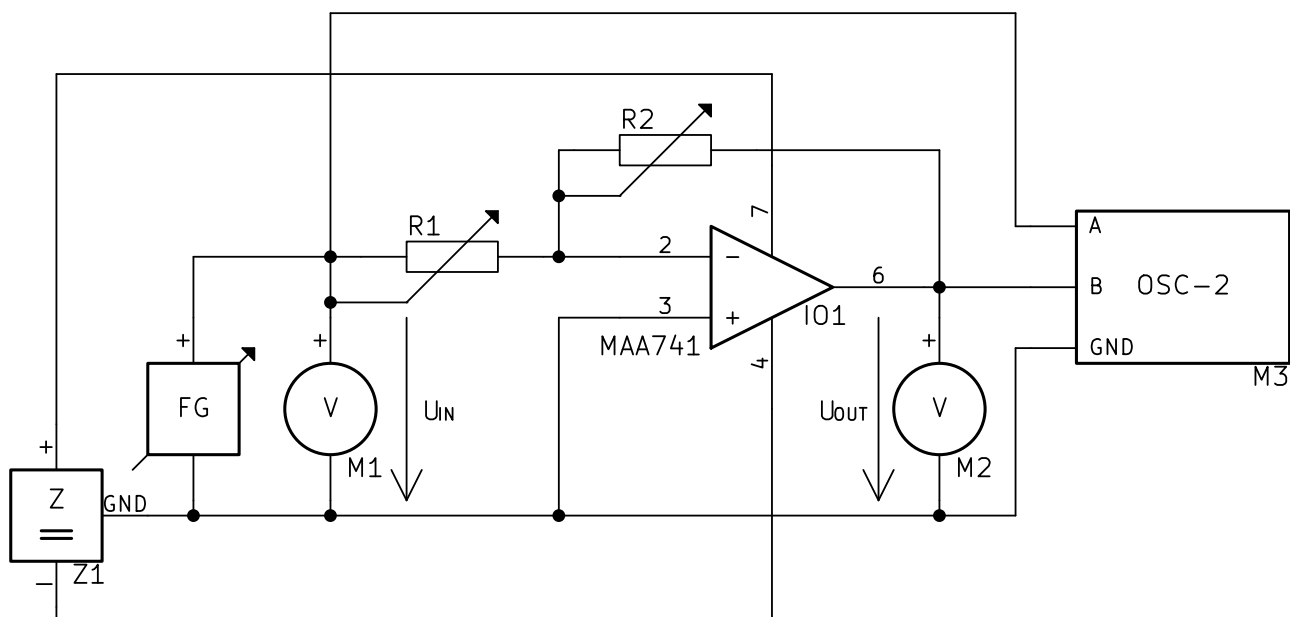 R2
R1
7
A
2
−
6
B
OSC-2
3
+
IO1
+
+
MAA741
4
+
GND
M3
FG
V
UIN
UOUT
V
+
M1
M2
Z
GND
−
Z1